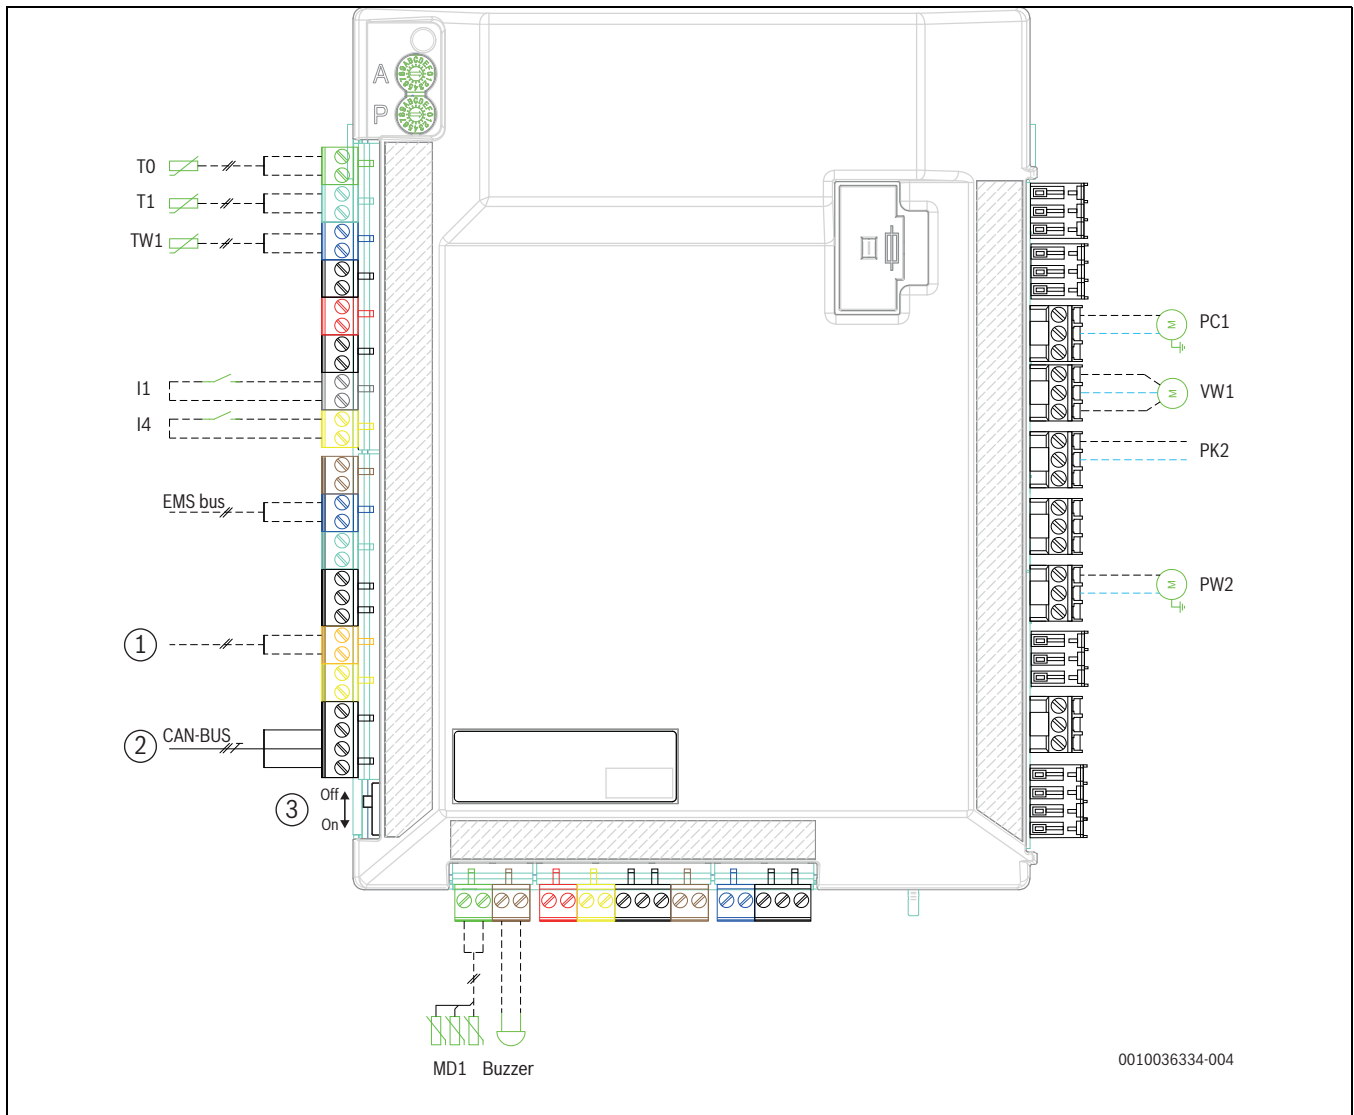 A
P
T0
T1
TW1
I1
I4
EMS bus
1
2 CAN-BUS
3 Off
On
PC1
M
VW1
M
PK2
PW2
M
MD1 Buzzer
0010036334-004